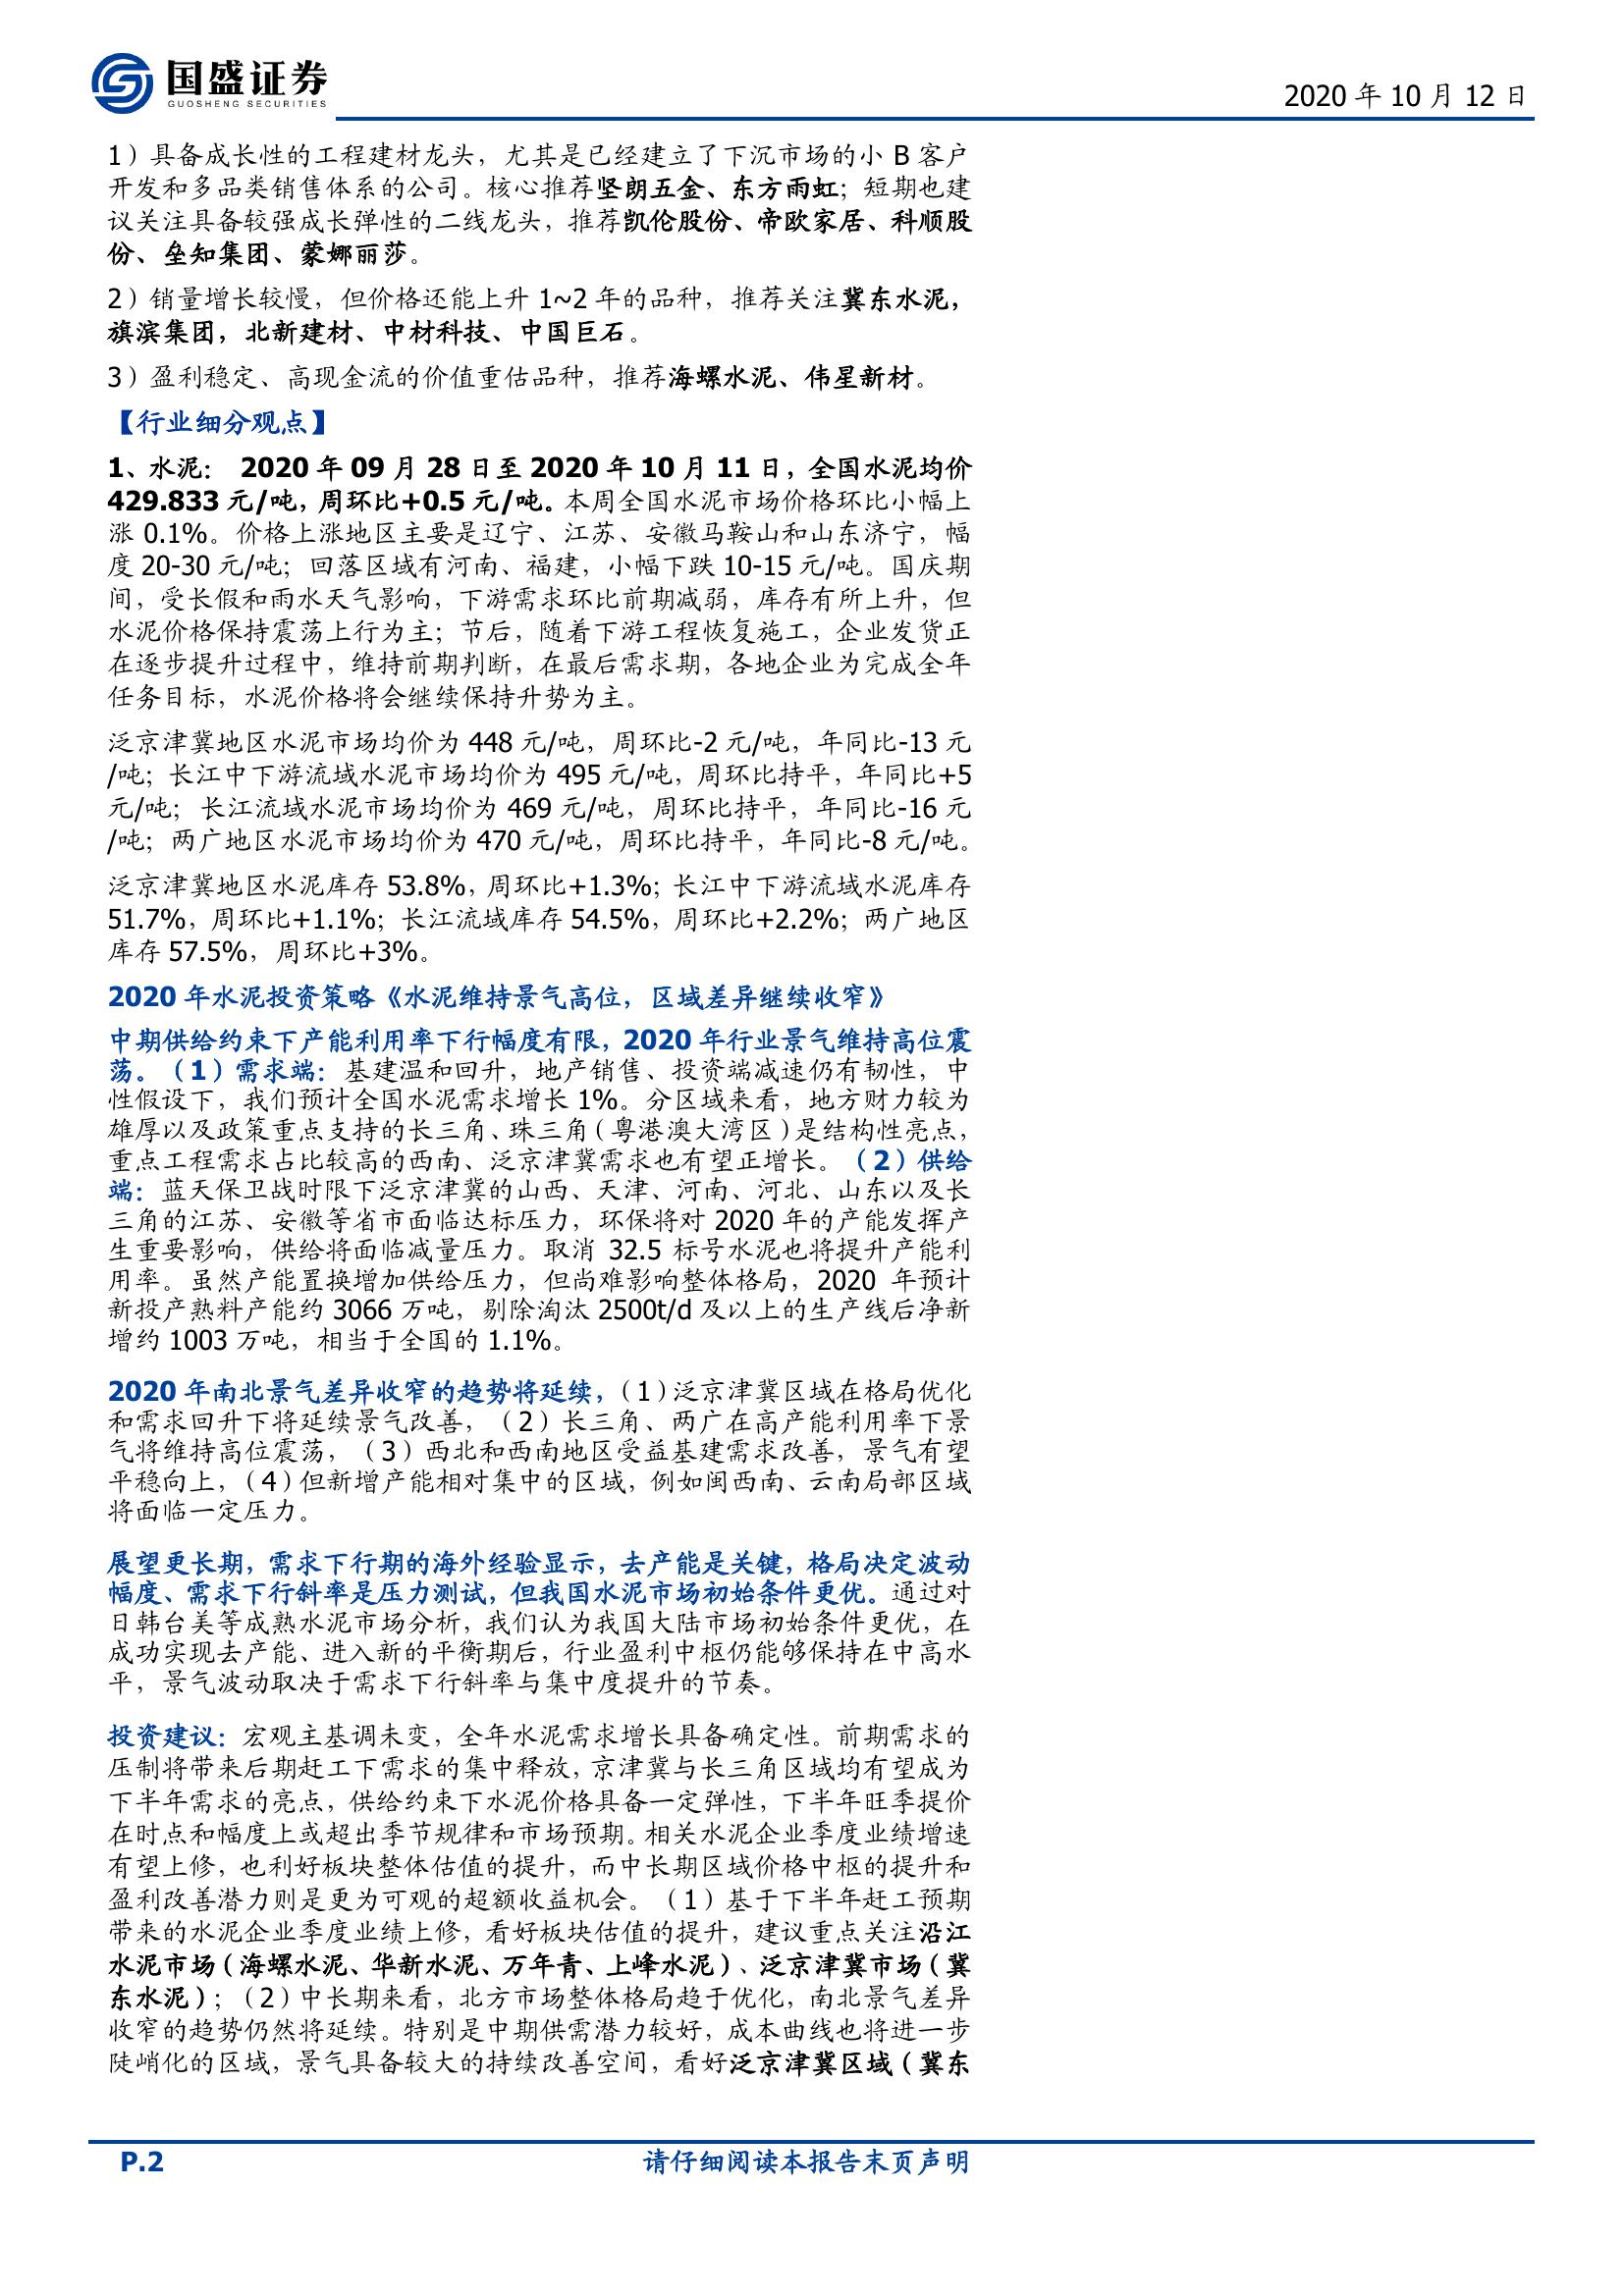 国盛证券
GUOSHENG SECURITIES
2020 年 10 月 12 日
1）具备成长性的工程建材龙头，尤其是已经建立了下沉市场的小 B 客户
开发和多品类销售体系的公司。核心推荐坚朗五金、东方雨虹；短期也建
议关注具备较强成长弹性的二线龙头，推荐凯伦股份、帝欧家居、科顺股
份、垒知集团、蒙娜丽莎。
2）销量增长较慢，但价格还能上升 1~2 年的品种，推荐关注冀东水泥，
旗滨集团，北新建材、中材科技、中国巨石。
3）盈利稳定、高现金流的价值重估品种，推荐海螺水泥、伟星新材。
【行业细分观点】
1、水泥： 2020 年 09 月 28 日至 2020 年 10 月 11 日，全国水泥均价
429.833 元/吨，周环比+0.5 元/吨。本周全国水泥市场价格环比小幅上
涨 0.1%。价格上涨地区主要是辽宁、江苏、安徽马鞍山和山东济宁，幅
度 20-30 元/吨；回落区域有河南、福建，小幅下跌 10-15 元/吨。国庆期
间，受长假和雨水天气影响，下游需求环比前期减弱，库存有所上升，但
水泥价格保持震荡上行为主；节后，随着下游工程恢复施工，企业发货正
在逐步提升过程中，维持前期判断，在最后需求期，各地企业为完成全年
任务目标，水泥价格将会继续保持升势为主。
泛京津冀地区水泥市场均价为 448 元/吨，周环比-2 元/吨，年同比-13 元
/吨；长江中下游流域水泥市场均价为 495 元/吨，周环比持平，年同比+5
元/吨；长江流域水泥市场均价为 469 元/吨，周环比持平，年同比-16 元
/吨；两广地区水泥市场均价为 470 元/吨，周环比持平，年同比-8 元/吨。
泛京津冀地区水泥库存 53.8%，周环比+1.3%；长江中下游流域水泥库存
51.7%，周环比+1.1%；长江流域库存 54.5%，周环比+2.2%；两广地区
库存 57.5%，周环比+3%。
2020 年水泥投资策略《水泥维持景气高位，区域差异继续收窄》
中期供给约束下产能利用率下行幅度有限，2020 年行业景气维持高位震
荡。（1）需求端：基建温和回升，地产销售、投资端减速仍有韧性，中
性假设下，我们预计全国水泥需求增长 1%。分区域来看，地方财力较为
雄厚以及政策重点支持的长三角、珠三角（粤港澳大湾区）是结构性亮点，
重点工程需求占比较高的西南、泛京津冀需求也有望正增长。（2）供给
端：蓝天保卫战时限下泛京津冀的山西、天津、河南、河北、山东以及长
三角的江苏、安徽等省市面临达标压力，环保将对 2020 年的产能发挥产
生重要影响，供给将面临减量压力。取消 32.5 标号水泥也将提升产能利
用率。虽然产能置换增加供给压力，但尚难影响整体格局，2020 年预计
新投产熟料产能约 3066 万吨，剔除淘汰 2500t/d 及以上的生产线后净新
增约 1003 万吨，相当于全国的 1.1%。
2020 年南北景气差异收窄的趋势将延续，（1）泛京津冀区域在格局优化
和需求回升下将延续景气改善，（2）长三角、两广在高产能利用率下景
气将维持高位震荡，（3）西北和西南地区受益基建需求改善，景气有望
平稳向上，（4）但新增产能相对集中的区域，例如闽西南、云南局部区域
将面临一定压力。
展望更长期，需求下行期的海外经验显示，去产能是关键，格局决定波动
幅度、需求下行斜率是压力测试，但我国水泥市场初始条件更优。通过对
日韩台美等成熟水泥市场分析，我们认为我国大陆市场初始条件更优，在
成功实现去产能、进入新的平衡期后，行业盈利中枢仍能够保持在中高水
平，景气波动取决于需求下行斜率与集中度提升的节奏。
投资建议：宏观主基调未变，全年水泥需求增长具备确定性。前期需求的
压制将带来后期赶工下需求的集中释放，京津冀与长三角区域均有望成为
下半年需求的亮点，供给约束下水泥价格具备一定弹性，下半年旺季提价
在时点和幅度上或超出季节规律和市场预期。相关水泥企业季度业绩增速
有望上修，也利好板块整体估值的提升，而中长期区域价格中枢的提升和
盈利改善潜力则是更为可观的超额收益机会。（1）基于下半年赶工预期
带来的水泥企业季度业绩上修，看好板块估值的提升，建议重点关注沿江
水泥市场（海螺水泥、华新水泥、万年青、上峰水泥）、泛京津冀市场（冀
东水泥）；（2）中长期来看，北方市场整体格局趋于优化，南北景气差异
收窄的趋势仍然将延续。特别是中期供需潜力较好，成本曲线也将进一步
陡峭化的区域，景气具备较大的持续改善空间，看好泛京津冀区域（冀东
P.2
请仔细阅读本报告末页声明